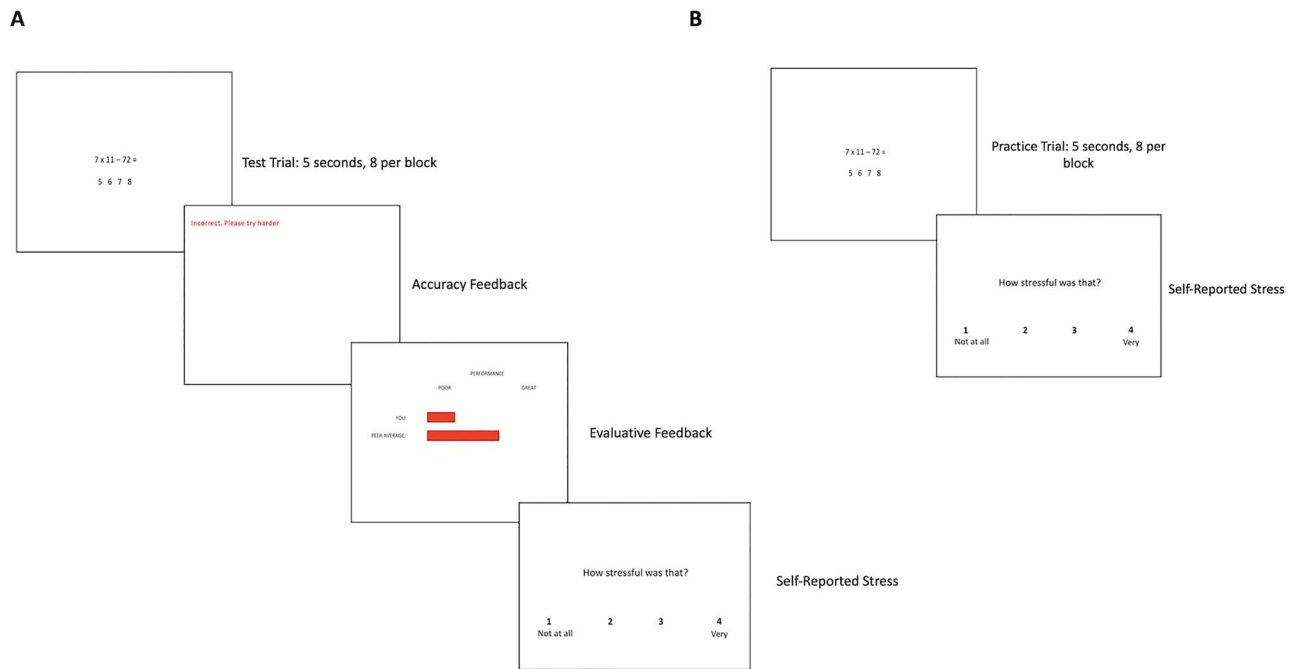 A
7 x 11 – 72 =
5 6 7 8
Test Trial: 5 seconds, 8 per block
Incorrect. Please try harder
Accuracy Feedback
PERFORMANCE
POOR GREAT
YOU:
PEER AVERAGE:
Evaluative Feedback
How stressful was that?
1 2 3 4
Not at all Very
Self-Reported Stress
B
7 x 11 – 72 =
5 6 7 8
Practice Trial: 5 seconds, 8 per
block
How stressful was that?
1 2 3 4
Not at all Very
Self-Reported Stress